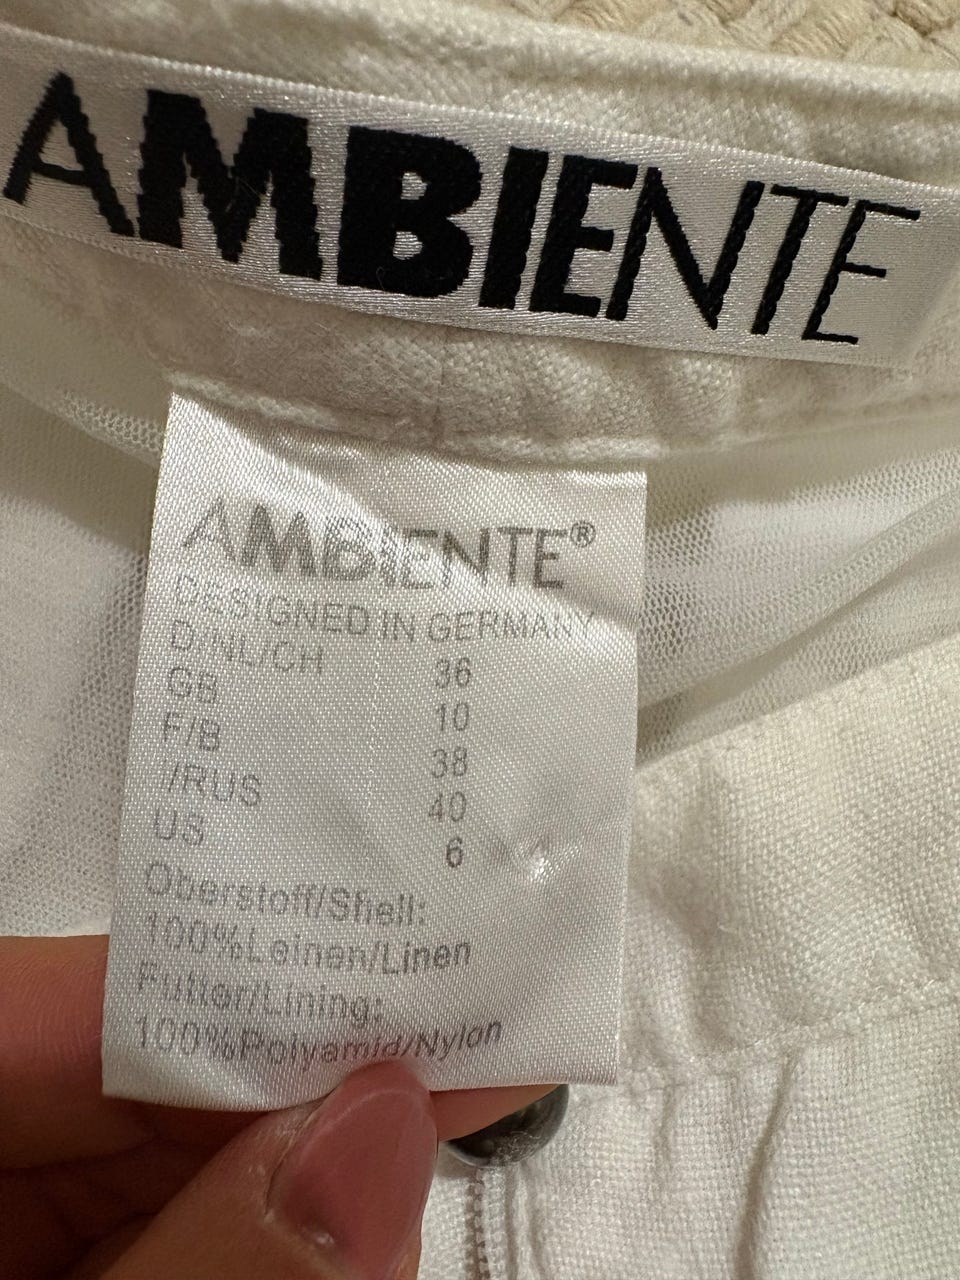 AMBIENTE
AMBIENTE®
DESIGNED IN GERMANY
D/NL/CH 36
GB 10
F/B 38
I/RUS 40
US 6
Oberstoff/Shell:
100%Leinen/Linen
Futter/Lining:
100%Polyamid/Nylon